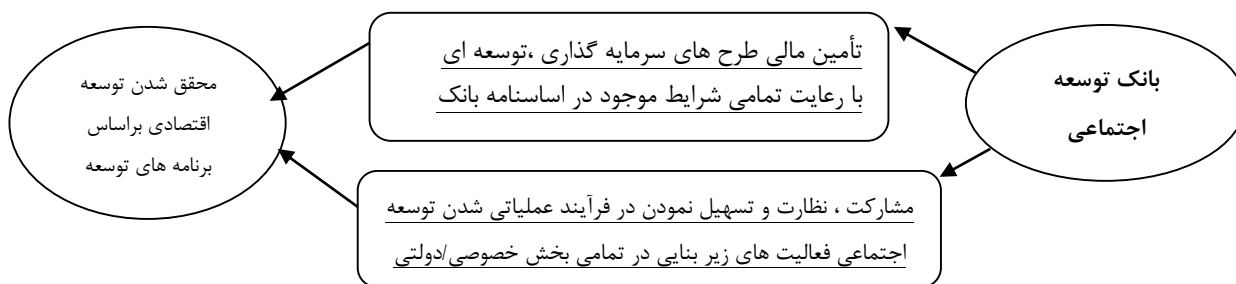 بانک توسعه
اجتماعی
تأمین مالی طرح های سرمایه گذاری ،توسعه ای
با رعایت تمامی شرایط موجود در اساسنامه بانک
مشارکت ، نظارت و تسهیل نمودن در فرآیند عملیاتی شدن توسعه
اجتماعی فعالیت های زیر بنایی در تمامی بخش خصوصی/دولتی
محقق شدن توسعه
اقتصادی براساس
برنامه های توسعه